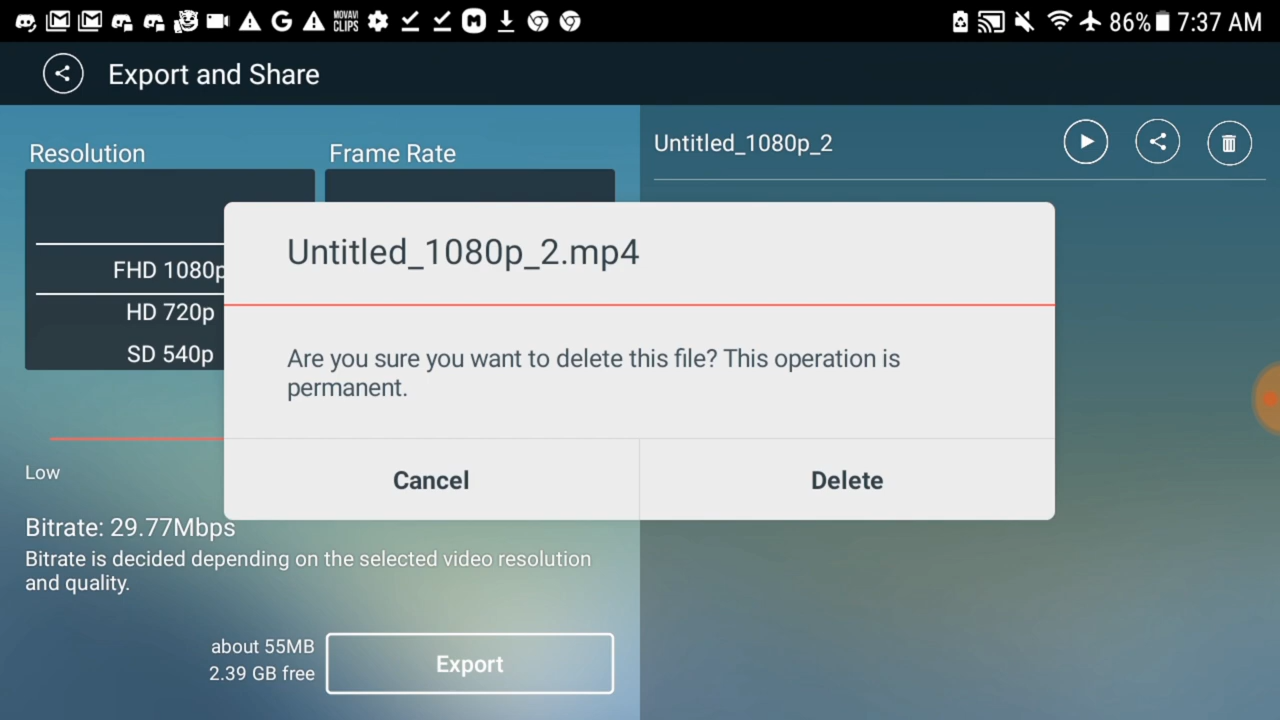 MOVAVI
CLIPS
86%
7:37 AM
Export and Share
Resolution
Frame Rate
FHD 1080p
HD 720p
SD 540p
Low
Bitrate: 29.77Mbps
Bitrate is decided depending on the selected video resolution
and quality.
about 55MB
2.39 GB free
Export
Untitled_1080p_2
Untitled_1080p_2.mp4
Are you sure you want to delete this file? This operation is
permanent.
Cancel
Delete